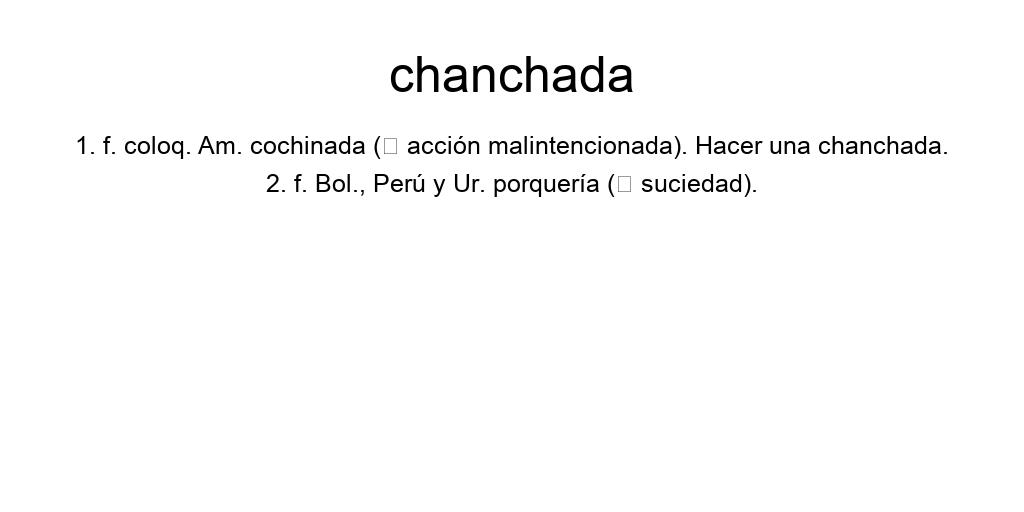 chanchada
1. f. coloq. Am. cochinada (□ acción malintencionada). Hacer una chanchada.
2. f. Bol., Perú y Ur. porquería (□ suciedad).